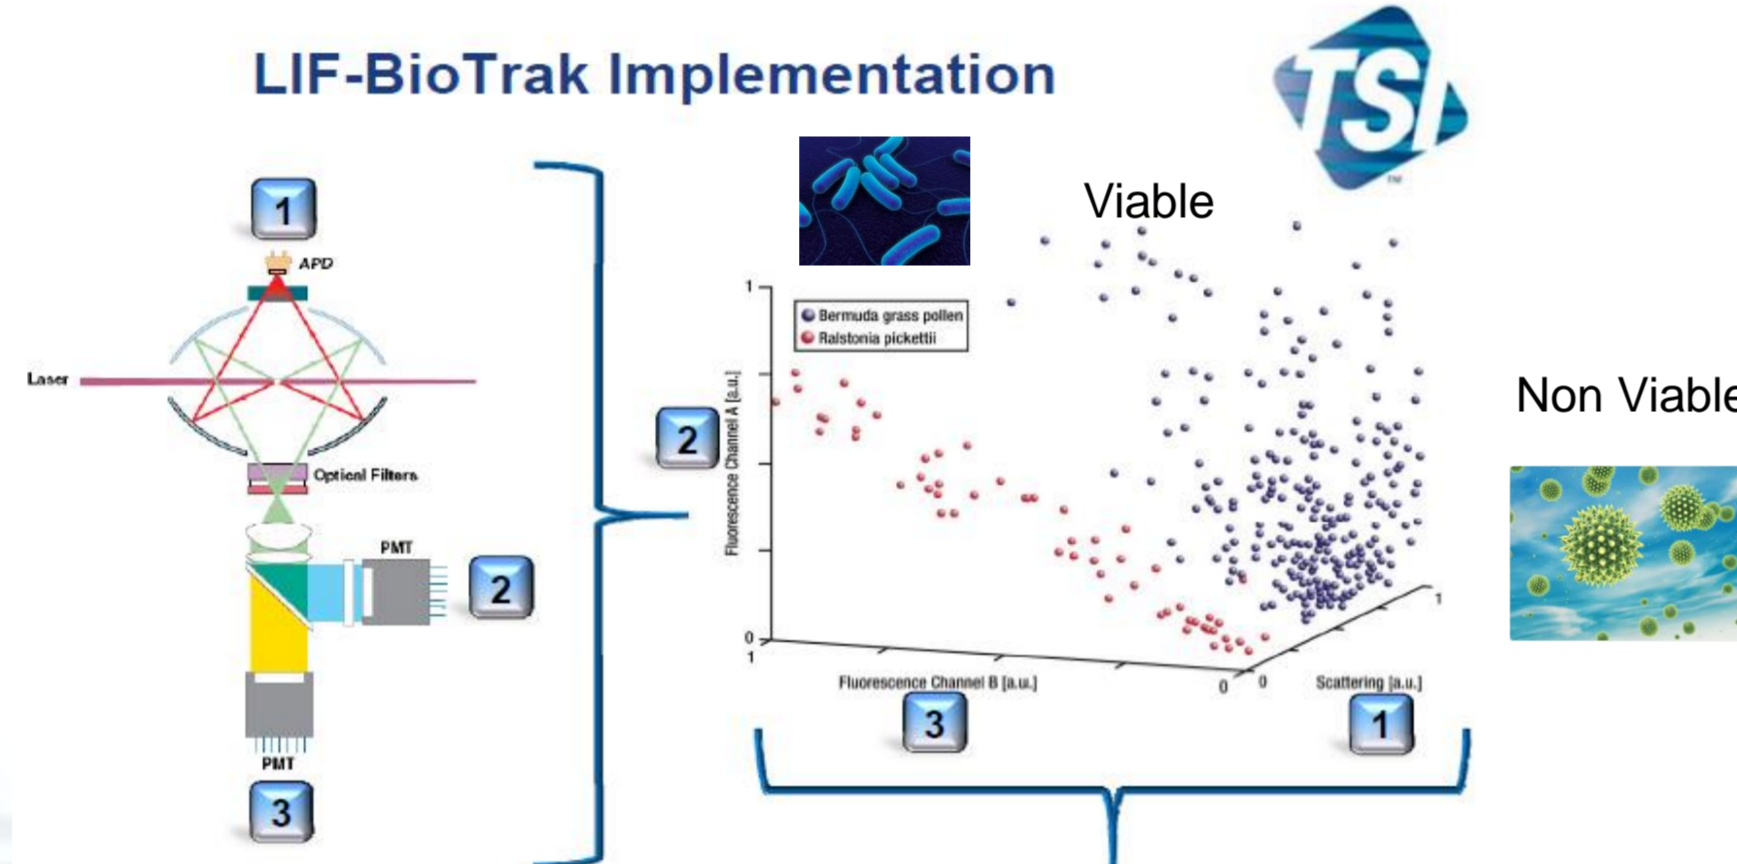 LIF-BioTrak Implementation
TSI
TM
1
APD
Laser
Optical Filters
PMT
2
PMT
3
Viable
Non Viable
1
Bermuda grass pollen
Ralstonia pickettii
2
Fluorescence Channel A [a.u.]
0
1
Fluorescence Channel B [a.u.]
0
0
Scattering [a.u.]
1
3
1